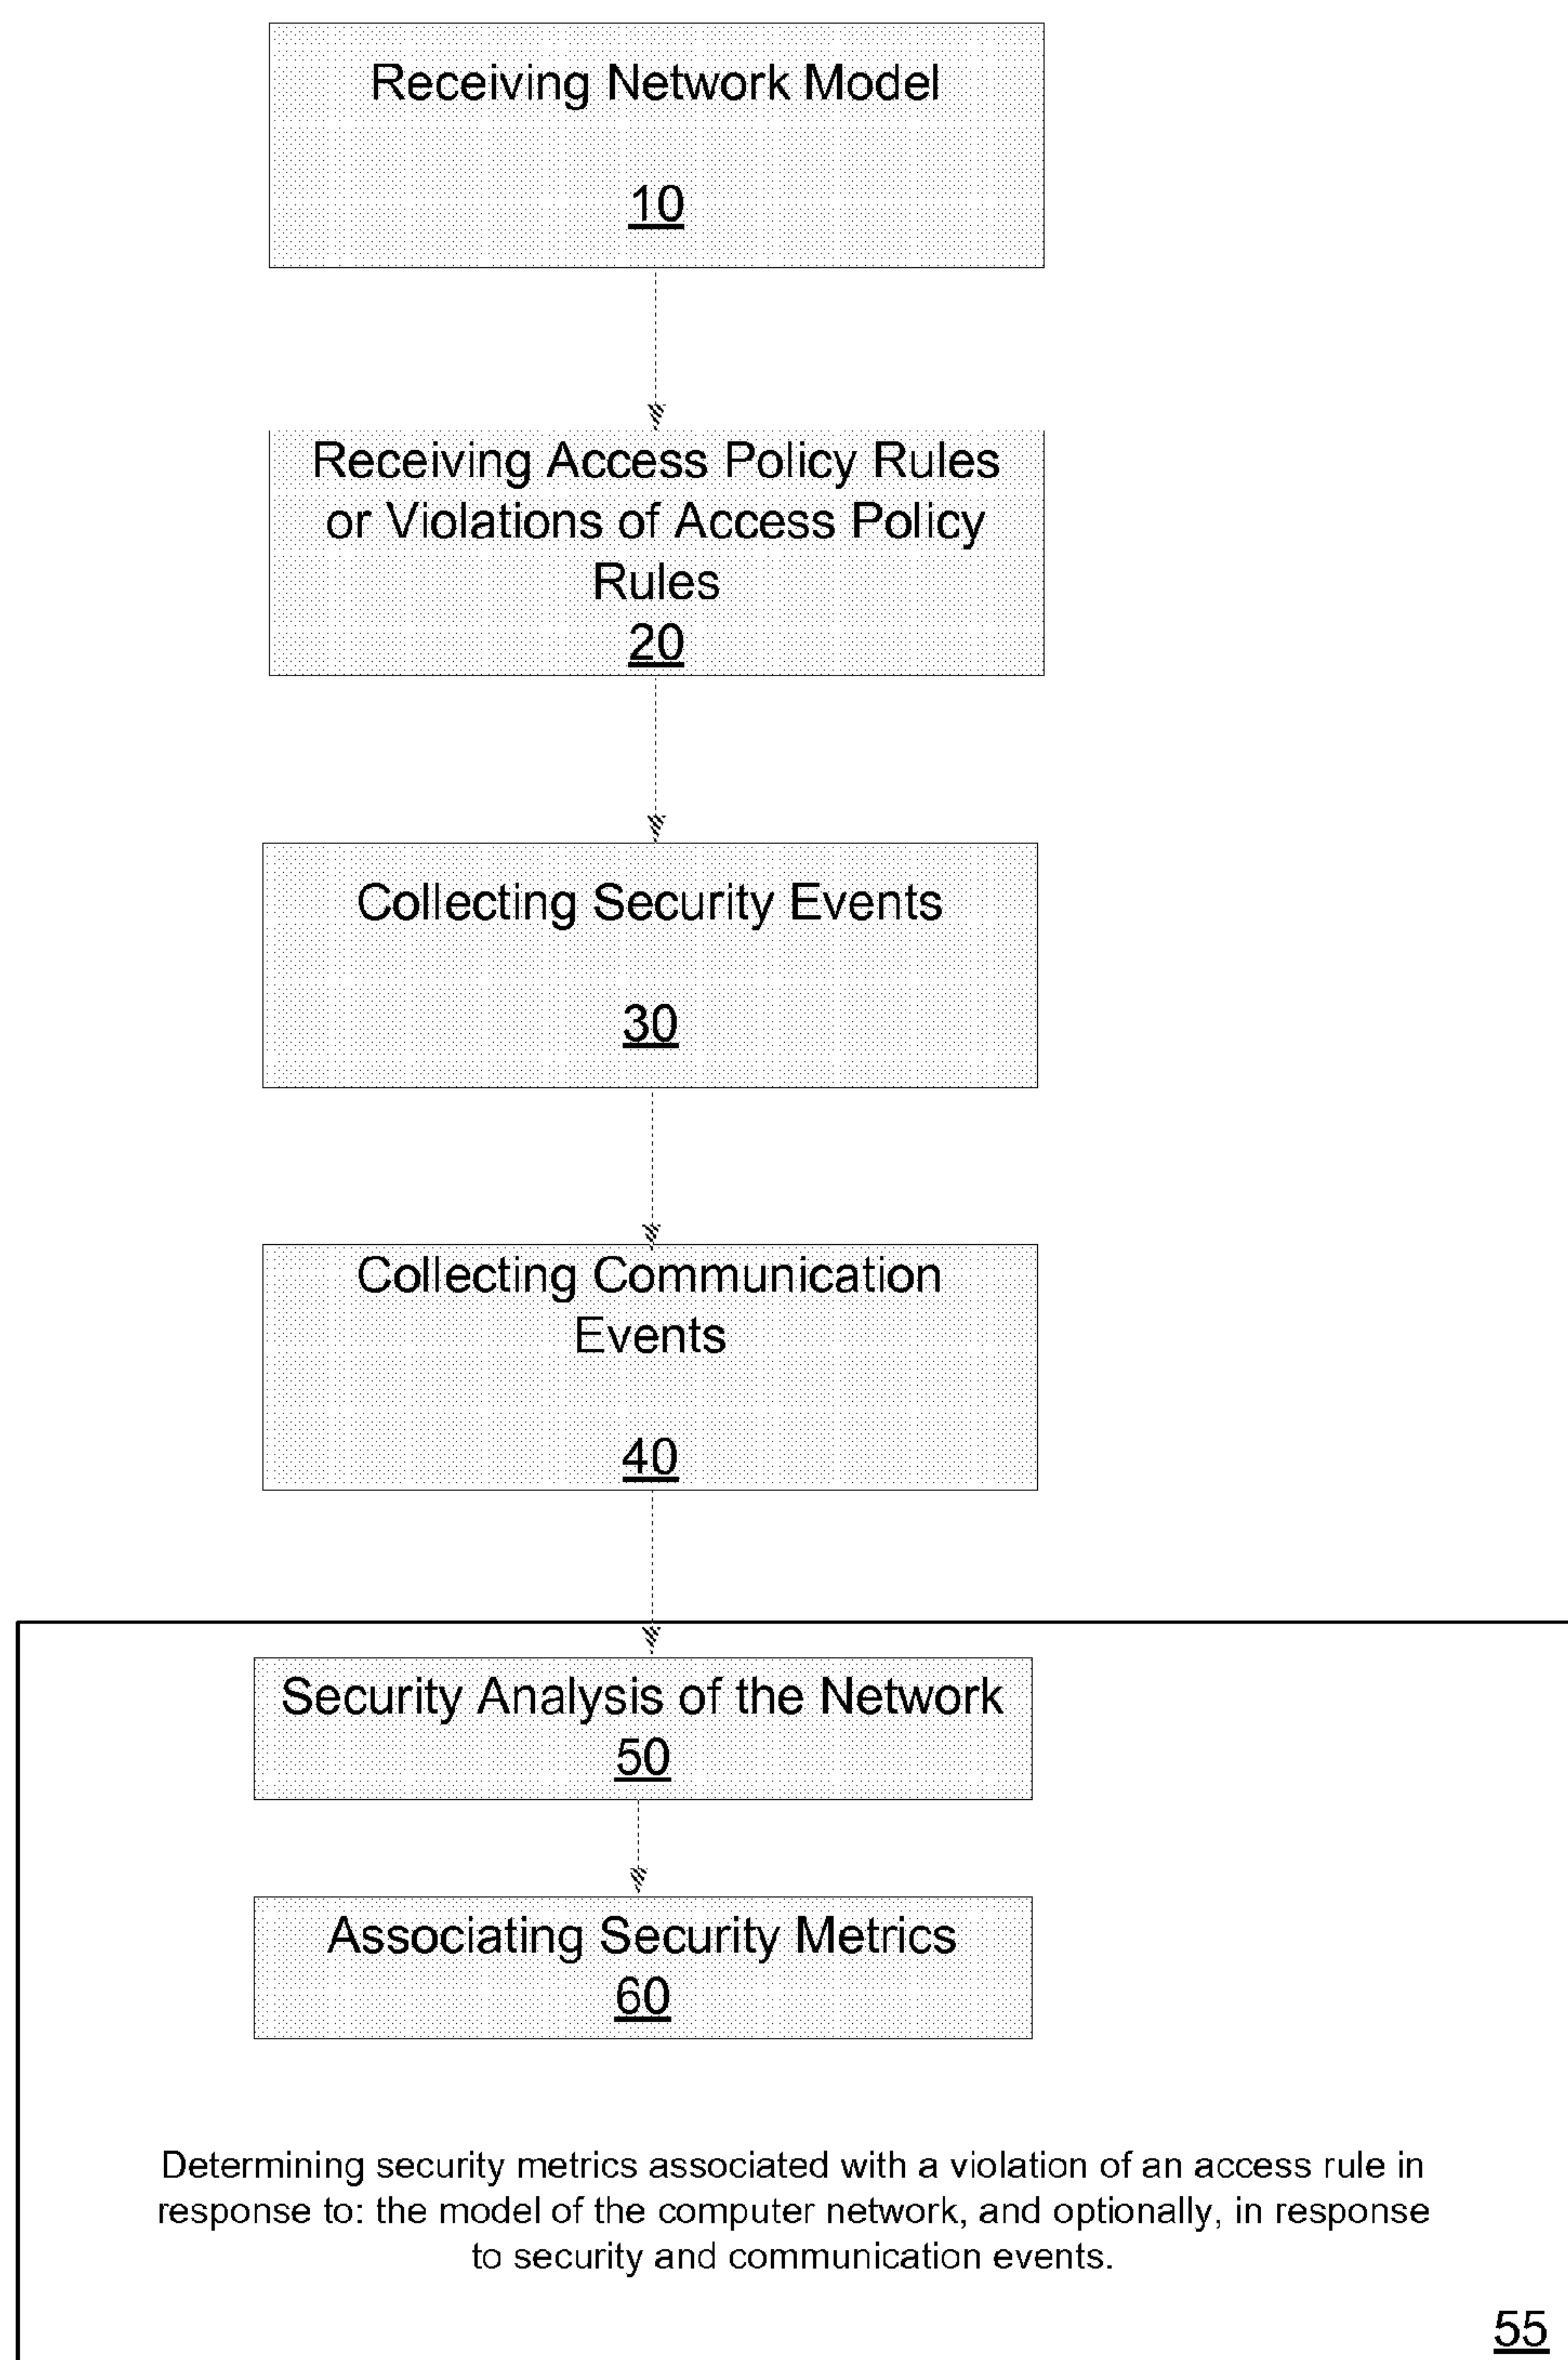 Receiving Network Model
10
Receiving Access Policy Rules
or Violations of Access Policy
Rules
20
Collecting Security Events
30
Collecting Communication
Events
40
Security Analysis of the Network
50
Associating Security Metrics
60
Determining security metrics associated with a violation of an access rule in
response to: the model of the computer network, and optionally, in response
to security and communication events.
55